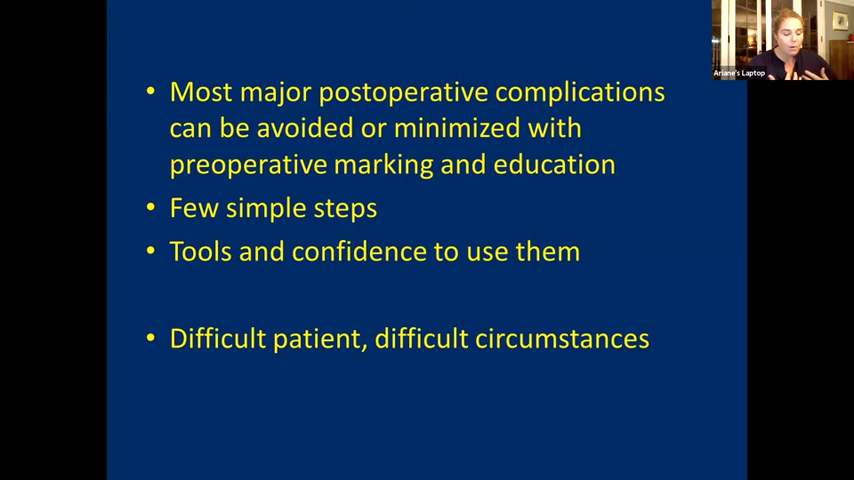 Ariane's Laptop
• Most major postoperative complications
can be avoided or minimized with
preoperative marking and education
• Few simple steps
• Tools and confidence to use them
• Difficult patient, difficult circumstances